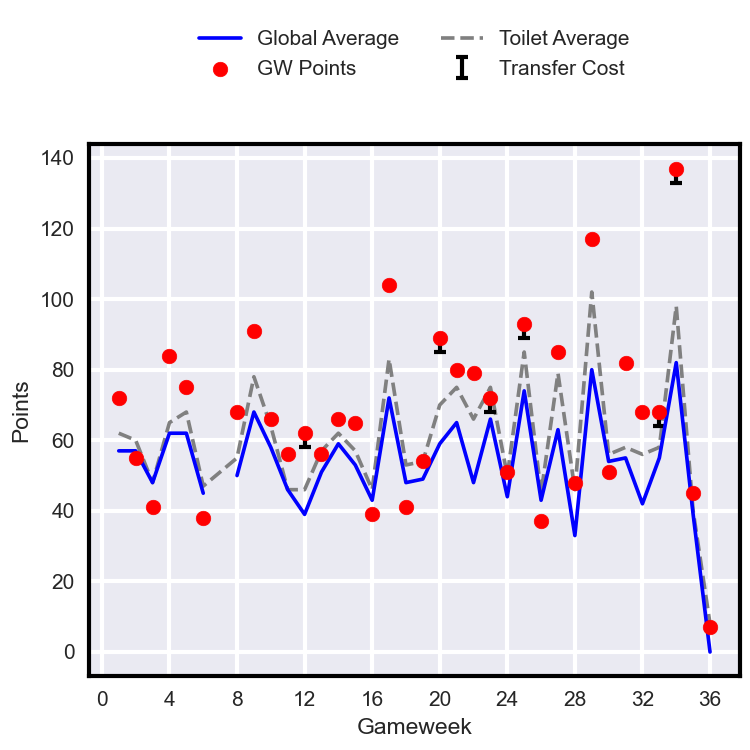 Global Average
Toilet Average
GW Points
Transfer Cost
140
120
100
80
60
40
20
0
Points
0 4 8 12 16 20 24 28 32 36
Gameweek